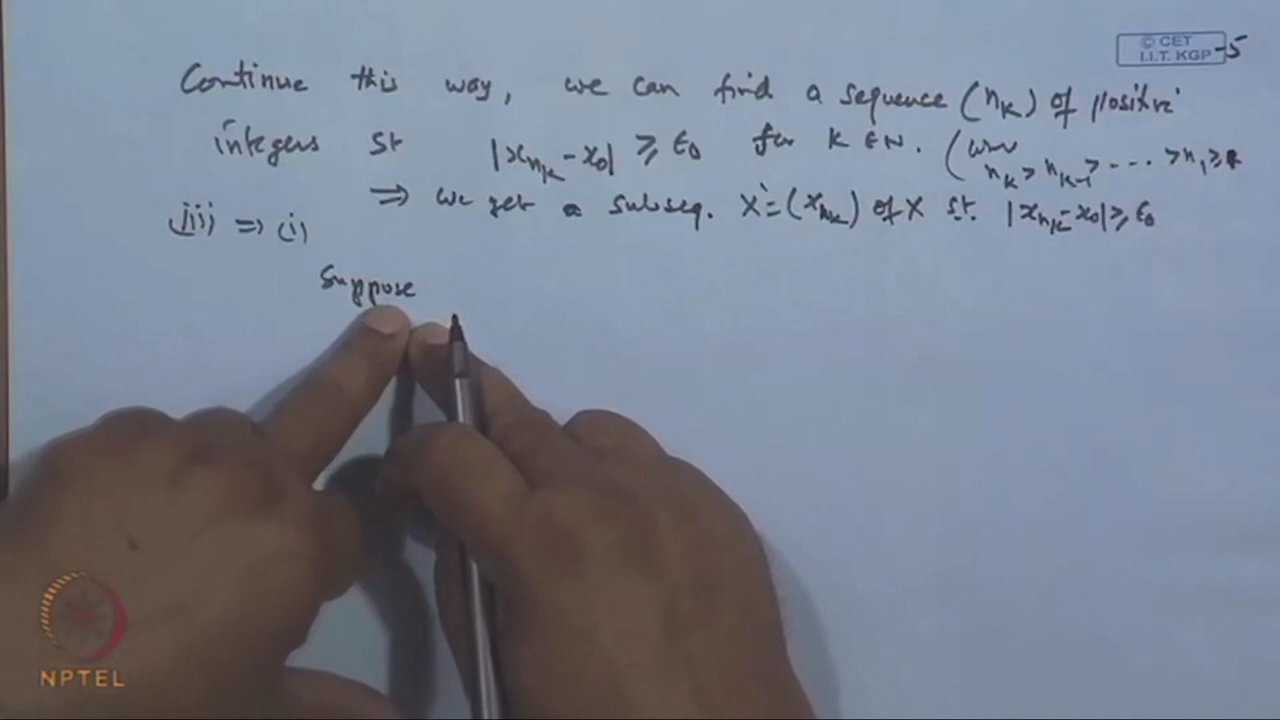 © CET
I.I.T. KGP -5
Continue this way, we can find a sequence (n_k) of positive
integers st |x_{n_k} - x_0| ≥ ε_0 for k ∈ N. (
n_k > n_{k-1} > .... > n_1 ≥
⇒ we get a subseq. X' = (x_{n_k}) of X s.t. |x_{n_k} - x_0| ≥ ε_0
(iii) ⇒ (i)
Suppose
NPTEL